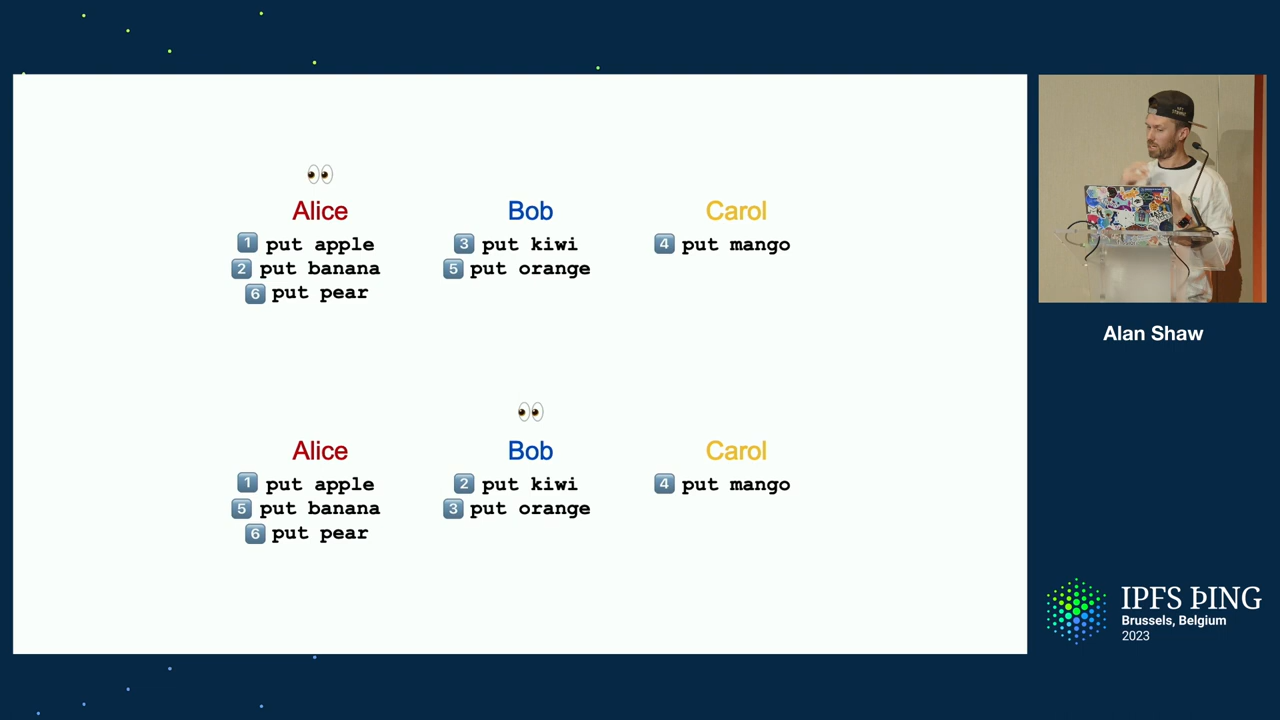 👀
Alice Bob Carol
1 put apple 3 put kiwi 4 put mango
2 put banana 5 put orange
6 put pear
👀
Alice Bob Carol
1 put apple 2 put kiwi 4 put mango
5 put banana 3 put orange
6 put pear
Alan Shaw
IPFS ÞING
Brussels, Belgium
2023